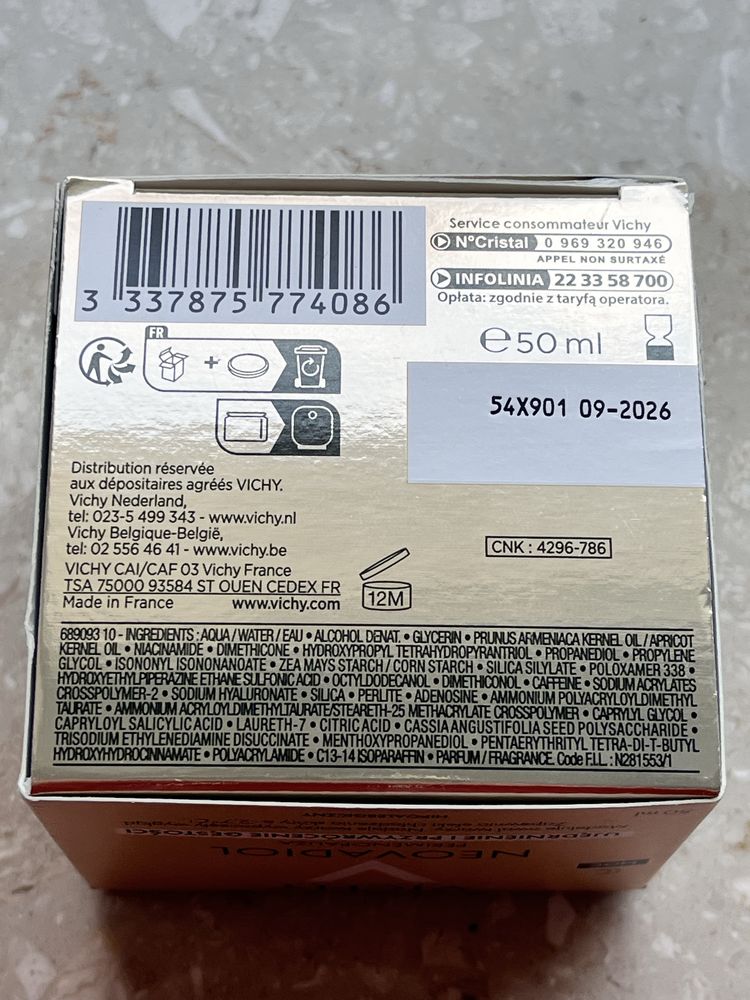 3 337875 774086
Service consommateur Vichy
N°Cristal 0 969 320 946
APPEL NON SURTAXÉ
INFOLINIA 22 33 58 700
Opłata: zgodnie z taryfą operatora.
FR
e 50 ml
54X901 09-2026
Distribution réservée
aux dépositaires agréés VICHY.
Vichy Nederland,
tel: 023-5 499 343 - www.vichy.nl
Vichy Belgique-België,
tel: 02 556 46 41 - www.vichy.be
VICHY CAI/CAF 03 Vichy France
TSA 75000 93584 ST OUEN CEDEX FR
Made in France www.vichy.com
12M
CNK : 4296-786
689093 10 - INGREDIENTS : AQUA / WATER / EAU • ALCOHOL DENAT. • GLYCERIN • PRUNUS ARMENIACA KERNEL OIL / APRICOT
KERNEL OIL • NIACINAMIDE • DIMETHICONE • HYDROXYPROPYL TETRAHYDROPYRANTRIOL • PROPANEDIOL • PROPYLENE
GLYCOL • ISONONYL ISONONANOATE • ZEA MAYS STARCH / CORN STARCH • SILICA SILYLATE • POLOXAMER 338 •
HYDROXYETHYLPIPERAZINE ETHANE SULFONIC ACID • OCTYLDODECANOL • DIMETHICONOL • CAFFEINE • SODIUM ACRYLATES
CROSSPOLYMER-2 • SODIUM HYALURONATE • SILICA • PERLITE • ADENOSINE • AMMONIUM POLYACRYLOYLDIMETHYL
TAURATE • AMMONIUM ACRYLOYLDIMETHYLTAURATE/STEARETH-25 METHACRYLATE CROSSPOLYMER • CAPRYLYL GLYCOL •
CAPRYLOYL SALICYLIC ACID • LAURETH-7 • CITRIC ACID • CASSIA ANGUSTIFOLIA SEED POLYSACCHARIDE •
TRISODIUM ETHYLENEDIAMINE DISUCCINATE • MENTHOXYPROPANEDIOL • PENTAERYTHRITYL TETRA-DI-T-BUTYL
HYDROXYHYDROCINNAMATE • POLYACRYLAMIDE • C13-14 ISOPARAFFIN • PARFUM / FRAGRANCE. Code F.I.L. : N281553/1
50 ml
HIPOALERGICZNY
UJĘDRNIENIE I PRZYWRÓCENIE GĘSTOŚCI
PERIMENOPAUZA
NEOVADIOL